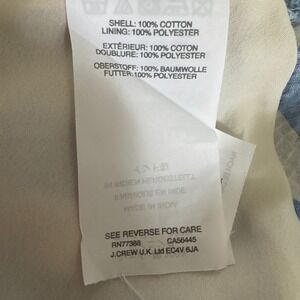 SHELL: 100% COTTON
LINING: 100% POLYESTER
EXTÉRIEUR: 100% COTON
DOUBLURE: 100% POLYESTER
OBERSTOFF: 100% BAUMWOLLE
FUTTER: 100% POLYESTER
SEE REVERSE FOR CARE
RN77388 CA56445
J.CREW U.K. Ltd EC4V 6JA